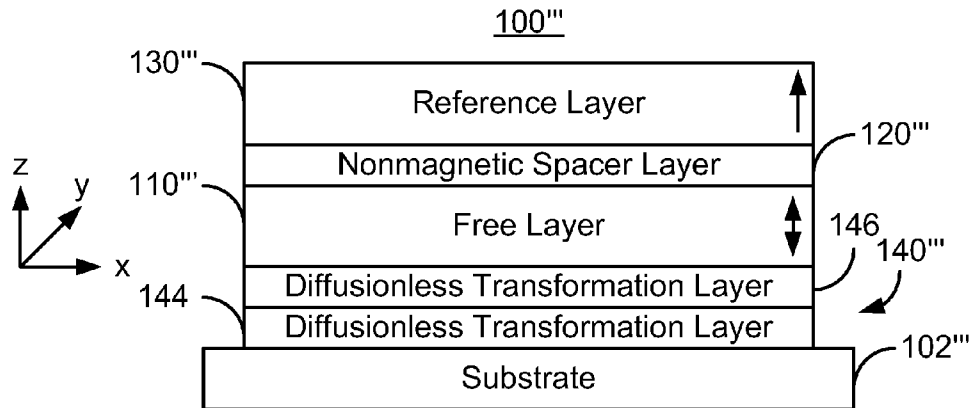 100'''
130'''
Reference Layer
120'''
Nonmagnetic Spacer Layer
z
y
x
110'''
Free Layer
146
140'''
Diffusionless Transformation Layer
144
Diffusionless Transformation Layer
102'''
Substrate